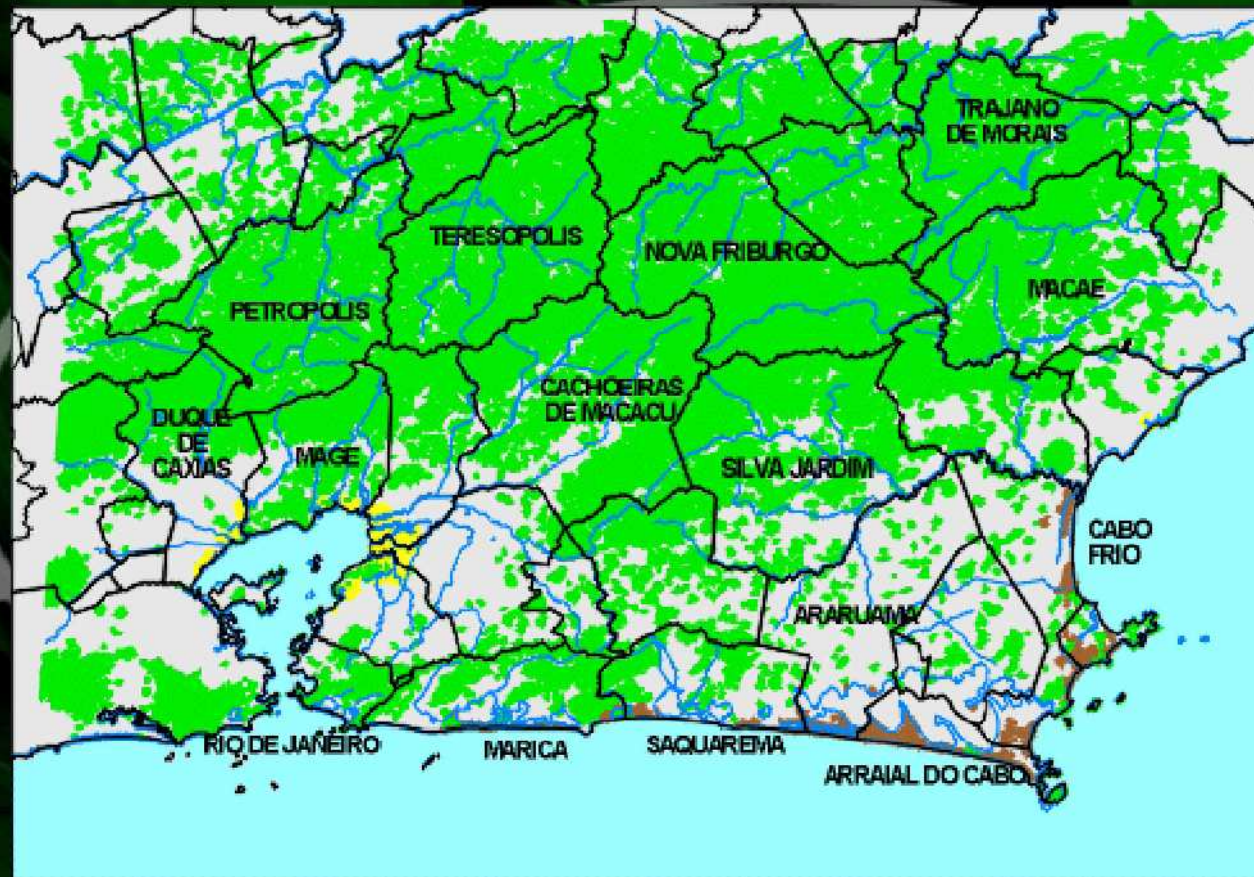 TRAJANO
DE MORAIS
TERESOPOLIS
NOVA FRIBURGO
MACAE
PETROPOLIS
CACHOEIRAS
DE MACACU
DUQUE
DE
CAXIAS
MAGE
SILVA JARDIM
CABO
FRIO
ARARUAMA
RIO DE JANEIRO
MARICA
SAQUAREMA
ARRAIAL DO CABO